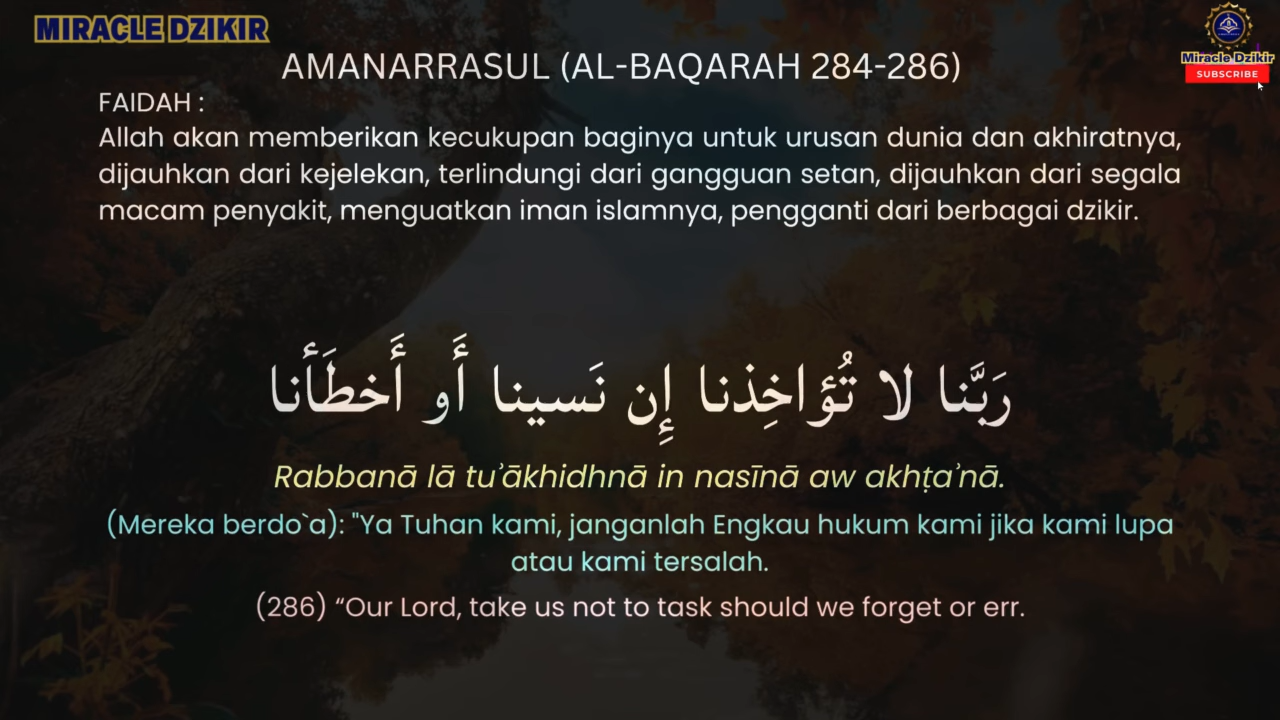 MIRACLE DZIKIR
Miracle Dzikir
SUBSCRIBE
AMANARRASUL (AL-BAQARAH 284-286)
FAIDAH :
Allah akan memberikan kecukupan baginya untuk urusan dunia dan akhiratnya,
dijauhkan dari kejelekan, terlindungi dari gangguan setan, dijauhkan dari segala
macam penyakit, menguatkan iman islamnya, pengganti dari berbagai dzikir.
رَبَّنا لا تُؤاخِذنا إِن نَسينا أَو أَخطَأنا
Rabbanā lā tuʾākhidhnā in nasīnā aw akhṭaʾnā.
(Mereka berdo`a): "Ya Tuhan kami, janganlah Engkau hukum kami jika kami lupa
atau kami tersalah.
(286) “Our Lord, take us not to task should we forget or err.